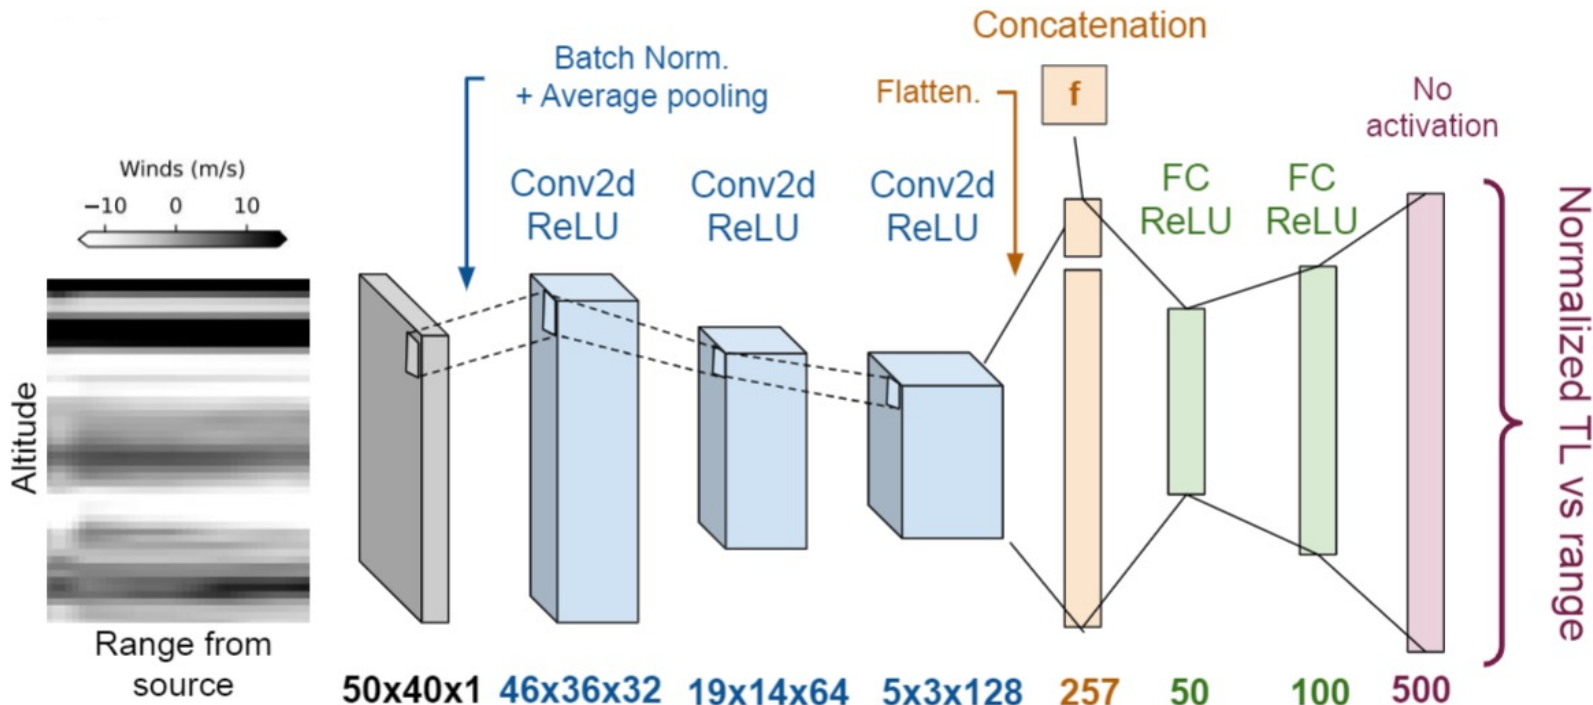 Concatenation
Batch Norm.
+ Average pooling
Flatten.
f
No
activation
Winds (m/s)
−10 0 10
Conv2d
ReLU
Conv2d
ReLU
Conv2d
ReLU
FC
ReLU
FC
ReLU
Altitude
Range from
source
50x40x1
46x36x32
19x14x64
5x3x128
257
50
100
500
Normalized TL vs range